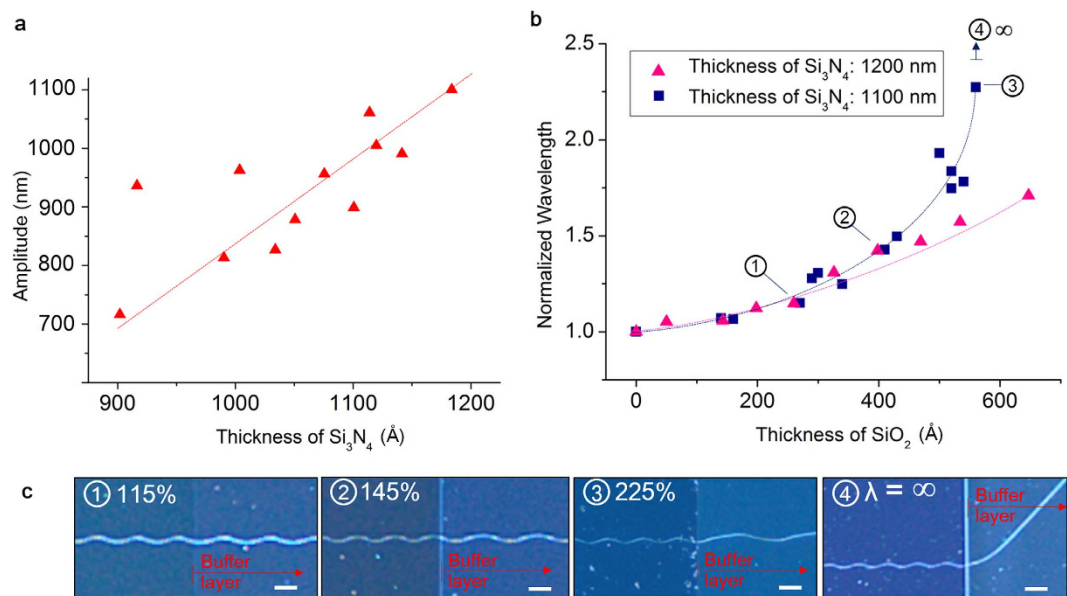 a
Amplitude (nm)
1100
1000
900
800
700
900 1000 1100 1200
Thickness of Si₃N₄ (Å)
b
Normalized Wavelength
2.5
2.0
1.5
1.0
④ ∞
Thickness of Si₃N₄: 1200 nm
Thickness of Si₃N₄: 1100 nm
③
②
①
0 200 400 600
Thickness of SiO₂ (Å)
c
① 115%
Buffer
layer
② 145%
Buffer
layer
③ 225%
Buffer
layer
④ λ = ∞
Buffer
layer